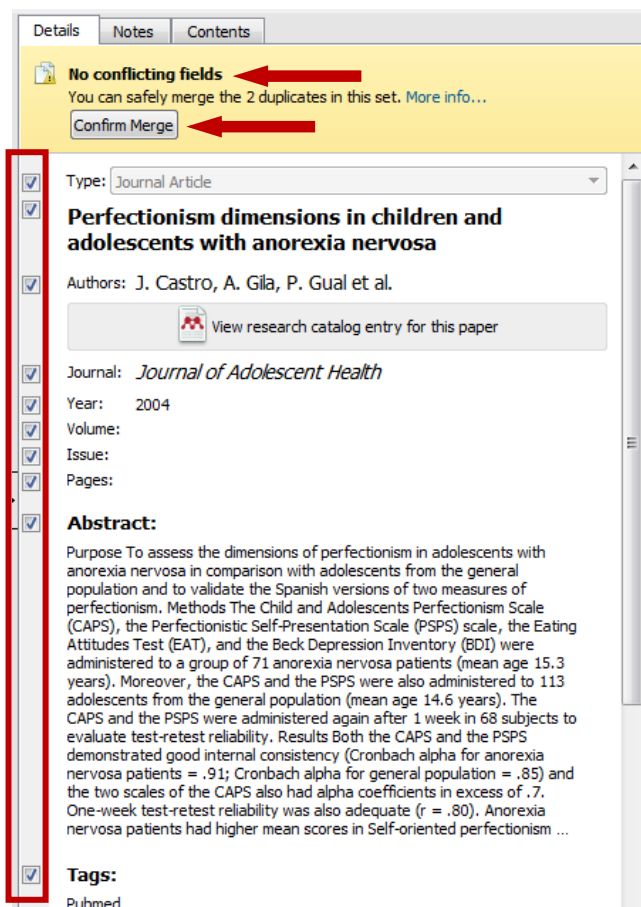 Details Notes Contents
No conflicting fields
You can safely merge the 2 duplicates in this set. More info...
Confirm Merge
Type: Journal Article
Perfectionism dimensions in children and
adolescents with anorexia nervosa
Authors: J. Castro, A. Gila, P. Gual et al.
View research catalog entry for this paper
Journal: Journal of Adolescent Health
Year: 2004
Volume:
Issue:
Pages:
Abstract:
Purpose To assess the dimensions of perfectionism in adolescents with
anorexia nervosa in comparison with adolescents from the general
population and to validate the Spanish versions of two measures of
perfectionism. Methods The Child and Adolescents Perfectionism Scale
(CAPS), the Perfectionistic Self-Presentation Scale (PSPS) scale, the Eating
Attitudes Test (EAT), and the Beck Depression Inventory (BDI) were
administered to a group of 71 anorexia nervosa patients (mean age 15.3
years). Moreover, the CAPS and the PSPS were also administered to 113
adolescents from the general population (mean age 14.6 years). The
CAPS and the PSPS were administered again after 1 week in 68 subjects to
evaluate test-retest reliability. Results Both the CAPS and the PSPS
demonstrated good internal consistency (Cronbach alpha for anorexia
nervosa patients = .91; Cronbach alpha for general population = .85) and
the two scales of the CAPS also had alpha coefficients in excess of .7.
One-week test-retest reliability was also adequate (r = .80). Anorexia
nervosa patients had higher mean scores in Self-oriented perfectionism ...
Tags:
Pubmed